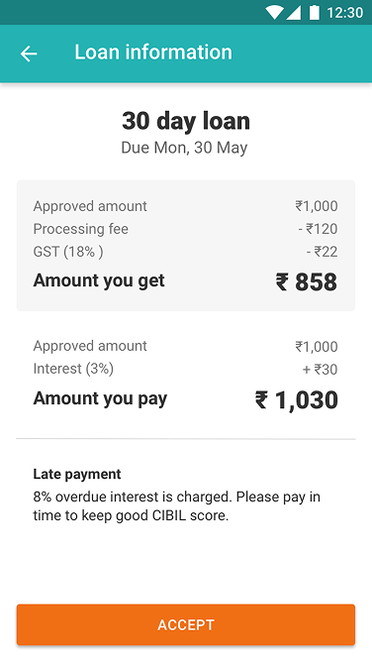 12:30
Loan information
30 day loan
Due Mon, 30 May
Approved amount ₹1,000
Processing fee - ₹120
GST (18% ) - ₹22
Amount you get ₹ 858
Approved amount ₹1,000
Interest (3%) + ₹30
Amount you pay ₹ 1,030
Late payment
8% overdue interest is charged. Please pay in
time to keep good CIBIL score.
ACCEPT